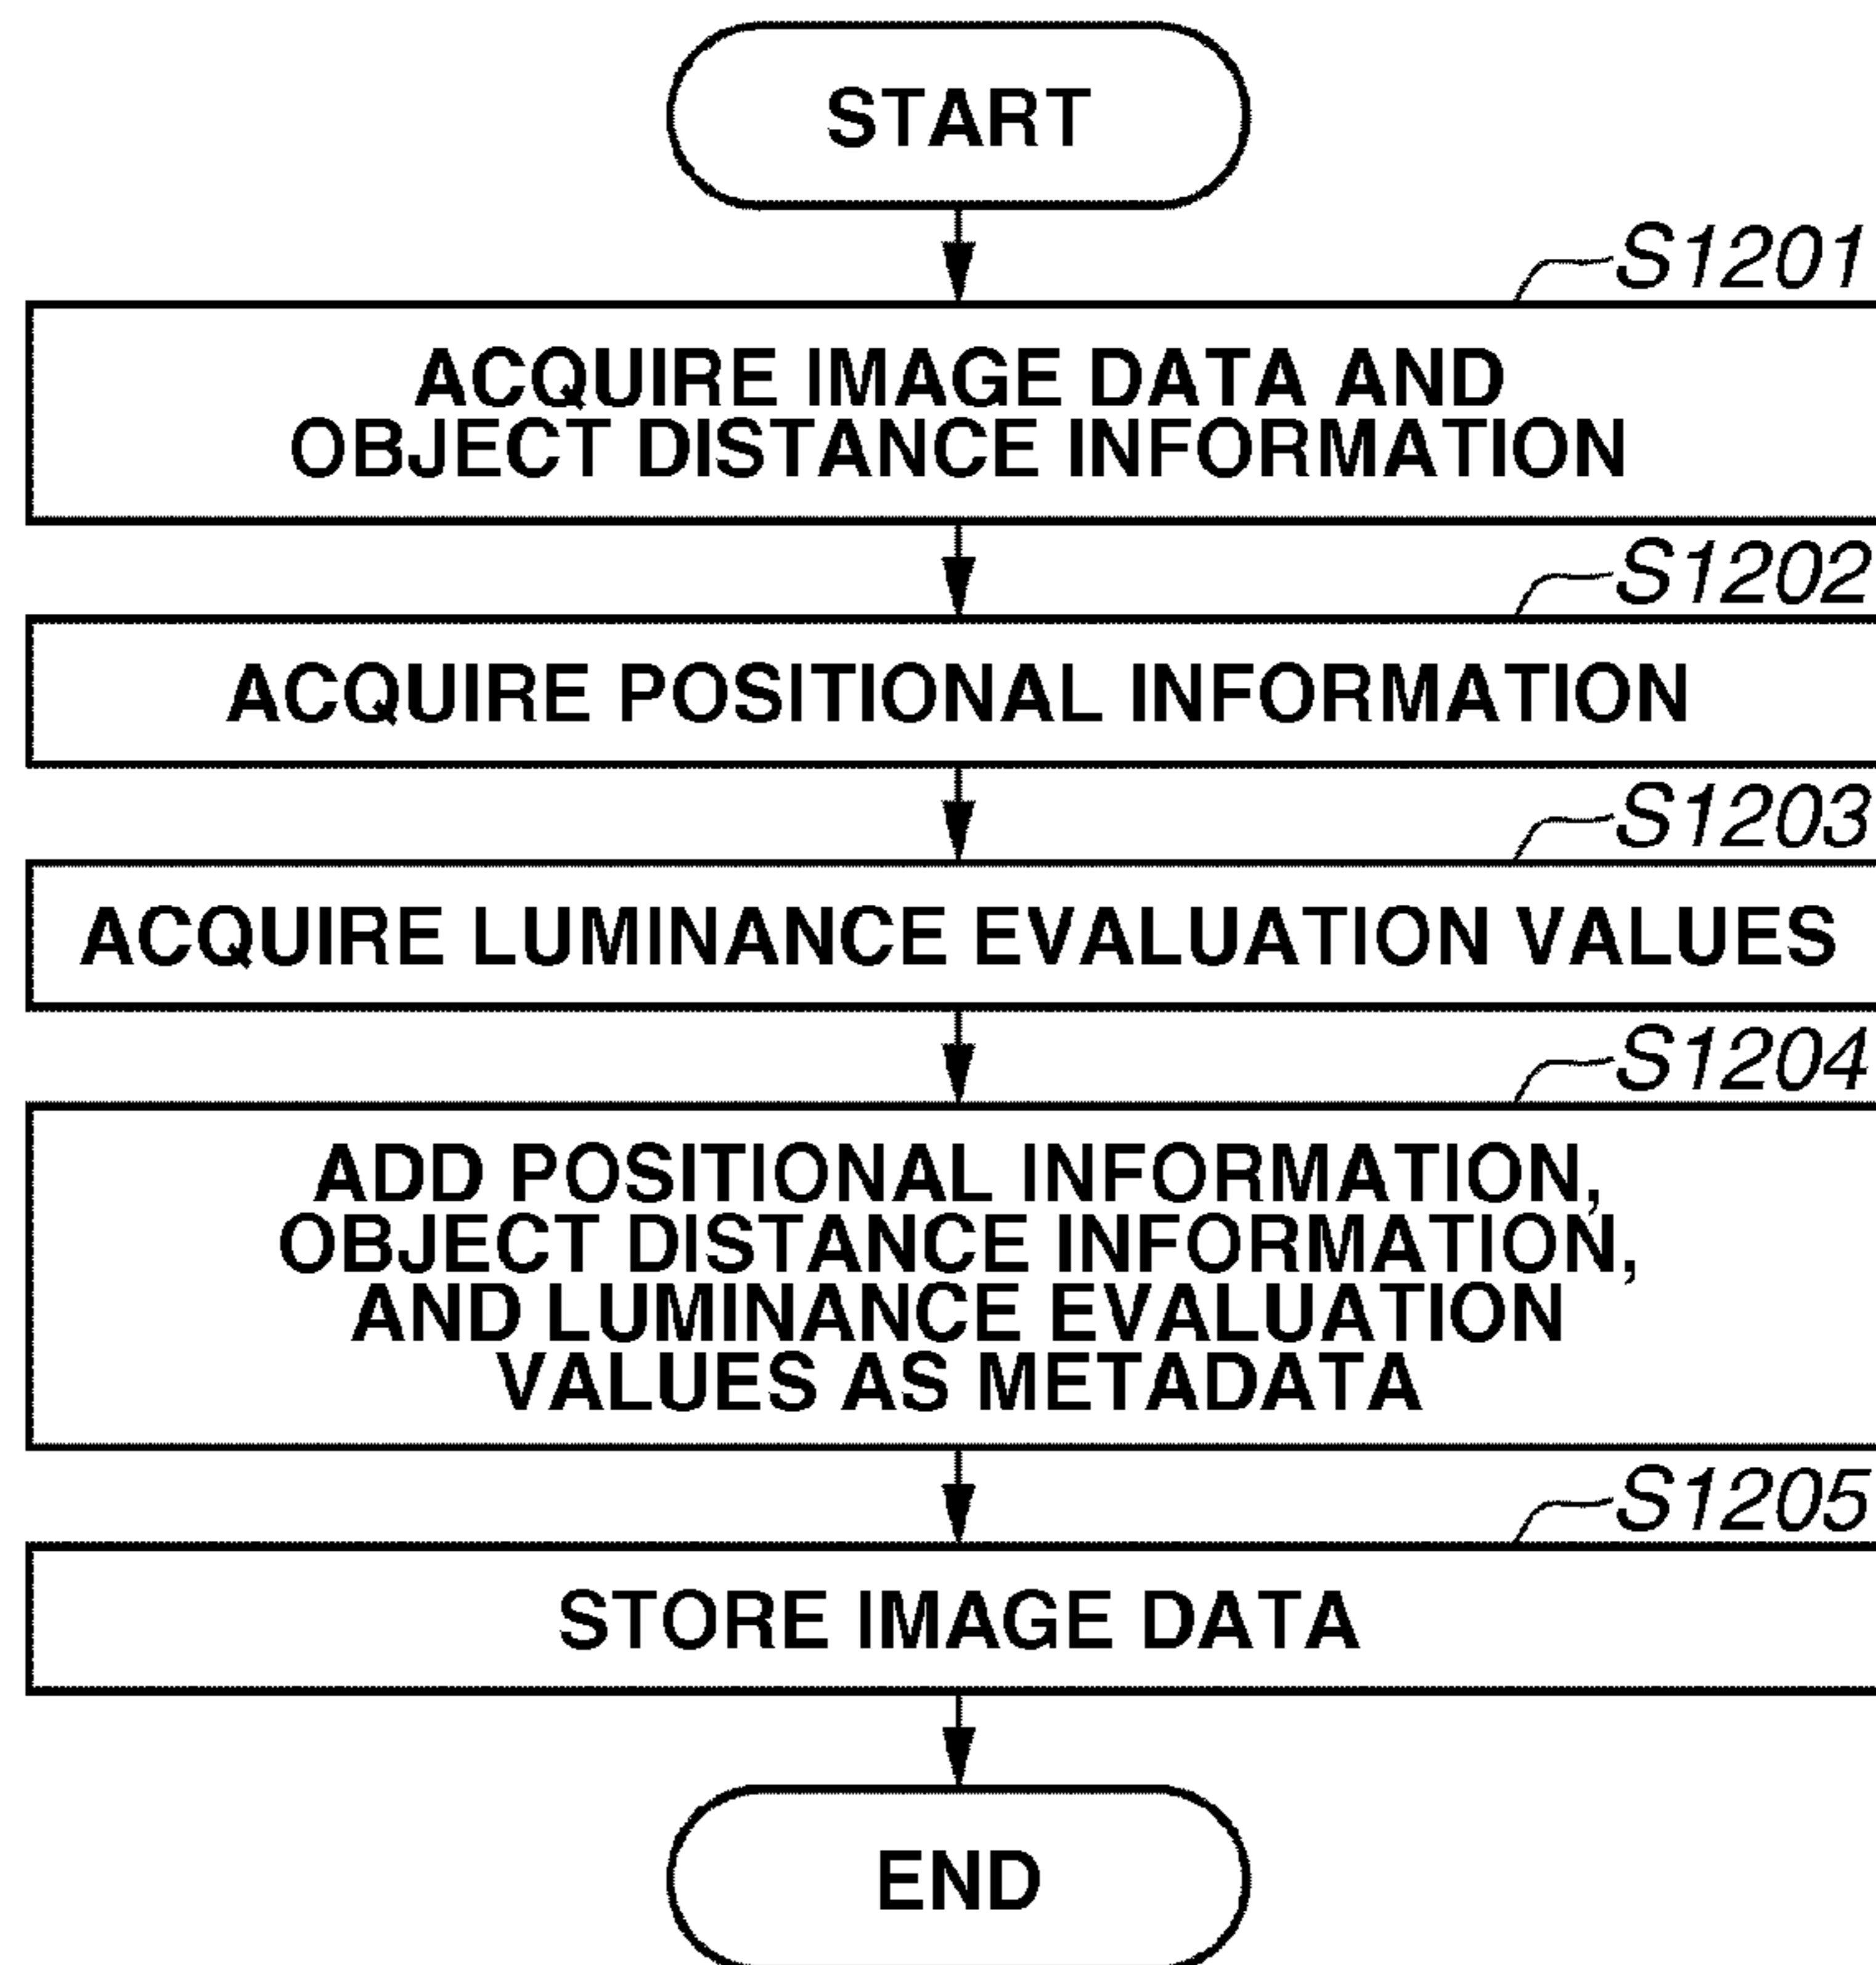 START
S1201
ACQUIRE IMAGE DATA AND
OBJECT DISTANCE INFORMATION
S1202
ACQUIRE POSITIONAL INFORMATION
S1203
ACQUIRE LUMINANCE EVALUATION VALUES
S1204
ADD POSITIONAL INFORMATION,
OBJECT DISTANCE INFORMATION,
AND LUMINANCE EVALUATION
VALUES AS METADATA
S1205
STORE IMAGE DATA
END